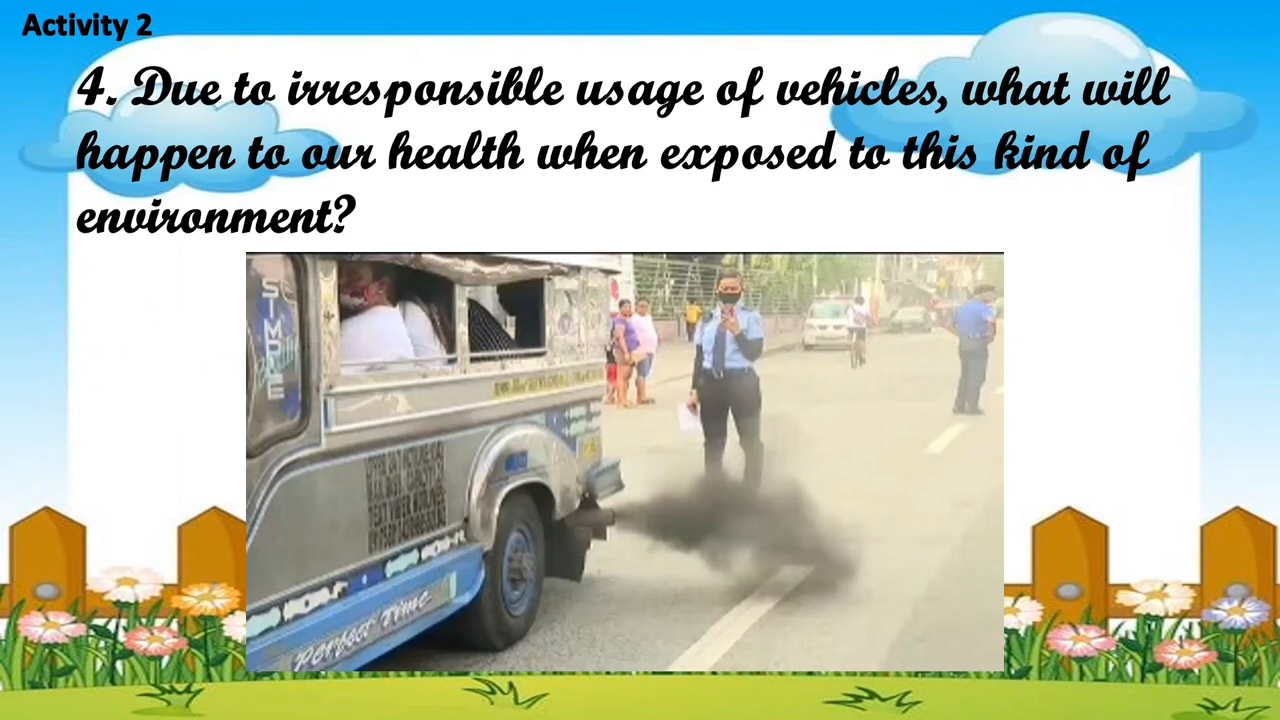 Activity 2
4. Due to irresponsible usage of vehicles, what will
happen to our health when exposed to this kind of
environment?
SIMPLE
perfect time